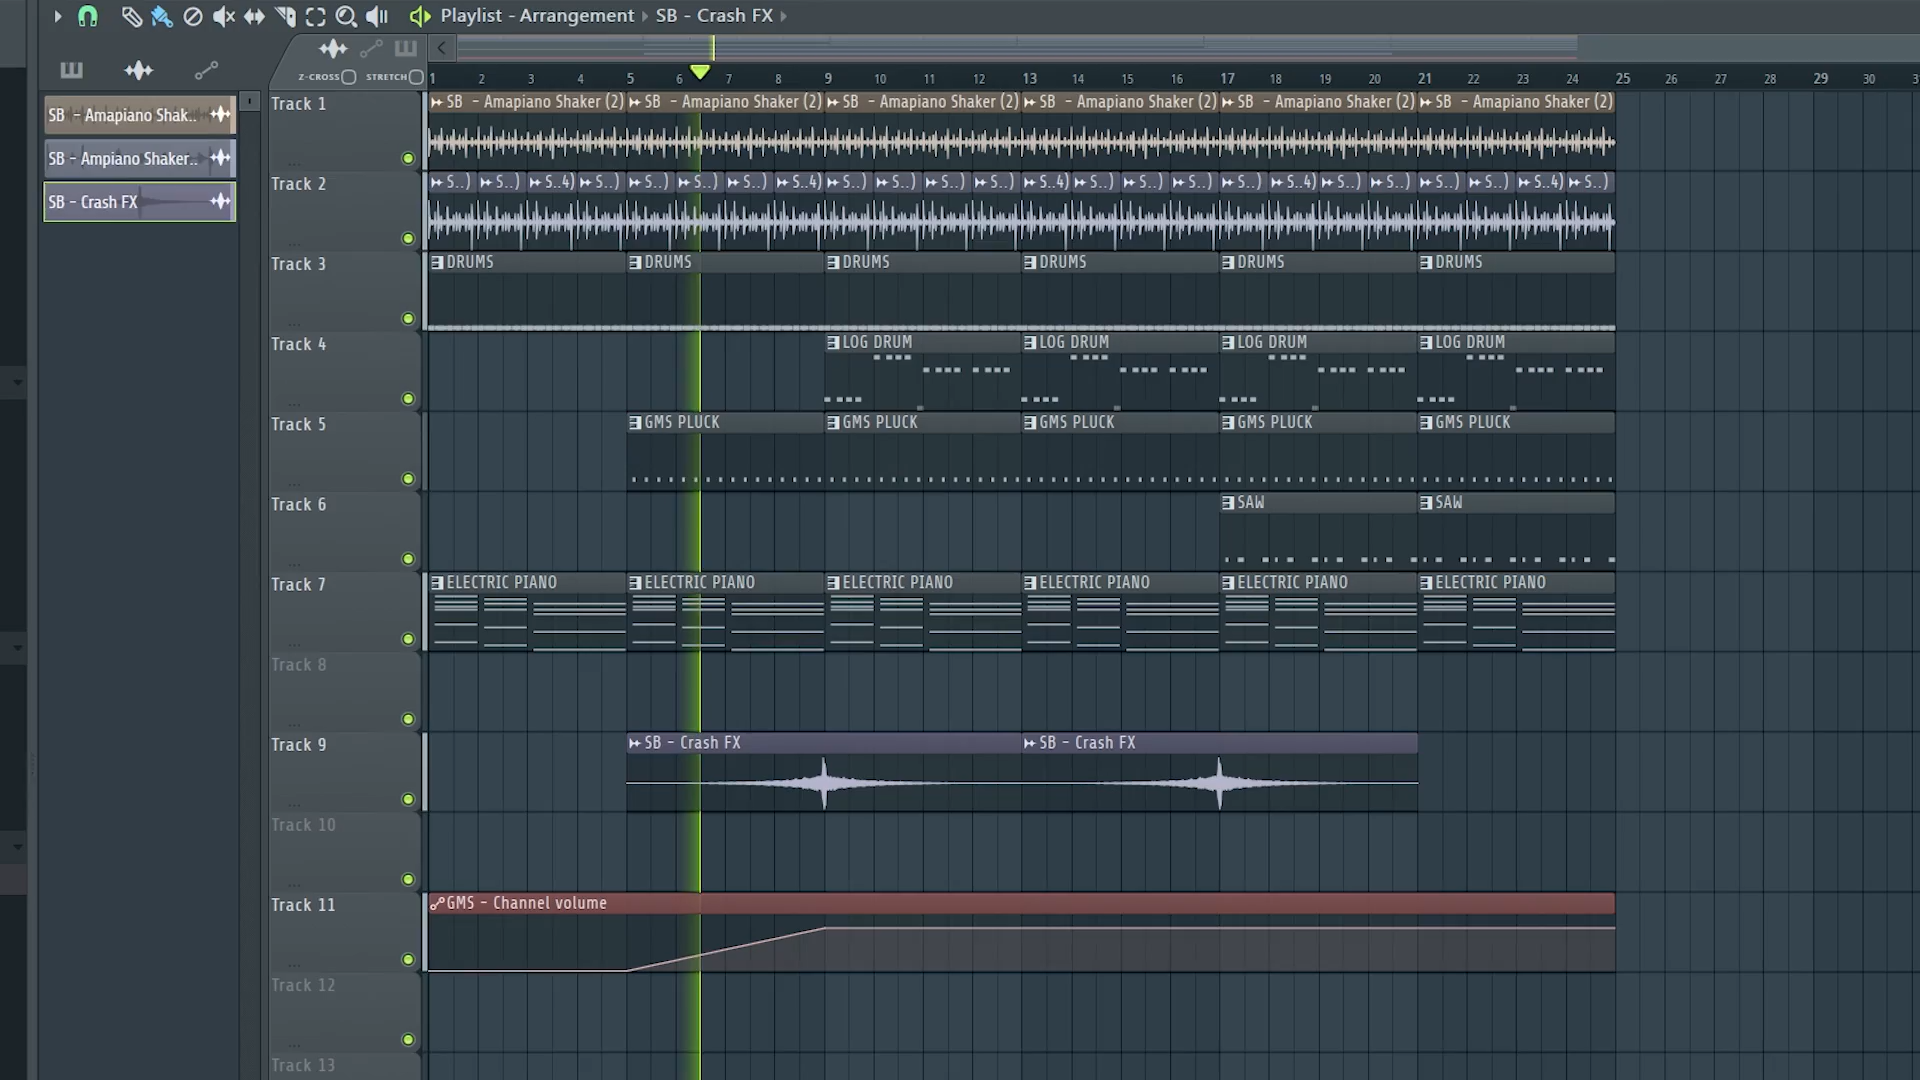 Playlist - Arrangement › SB - Crash FX ›
Z-CROSS STRETCH
1 2 3 4 5 6 7 8 9 10 11 12 13 14 15 16 17 18 19 20 21 22 23 24 25 26 27 28 29 30
SB - Amapiano Shak..
SB - Ampiano Shaker..
SB - Crash FX
Track 1
SB - Amapiano Shaker (2) SB - Amapiano Shaker (2) SB - Amapiano Shaker (2) SB - Amapiano Shaker (2) SB - Amapiano Shaker (2) SB - Amapiano Shaker (2)
Track 2
S..) S..) S..4) S..) S..) S..) S..) S..4) S..) S..) S..) S..) S..4) S..) S..) S..) S..) S..4) S..) S..) S..) S..) S..4) S..)
Track 3
DRUMS DRUMS DRUMS DRUMS DRUMS DRUMS
Track 4
LOG DRUM LOG DRUM LOG DRUM LOG DRUM
Track 5
GMS PLUCK GMS PLUCK GMS PLUCK GMS PLUCK GMS PLUCK
Track 6
SAW SAW
Track 7
ELECTRIC PIANO ELECTRIC PIANO ELECTRIC PIANO ELECTRIC PIANO ELECTRIC PIANO ELECTRIC PIANO
Track 8
Track 9
SB - Crash FX SB - Crash FX
Track 10
Track 11
GMS - Channel volume
Track 12
Track 13